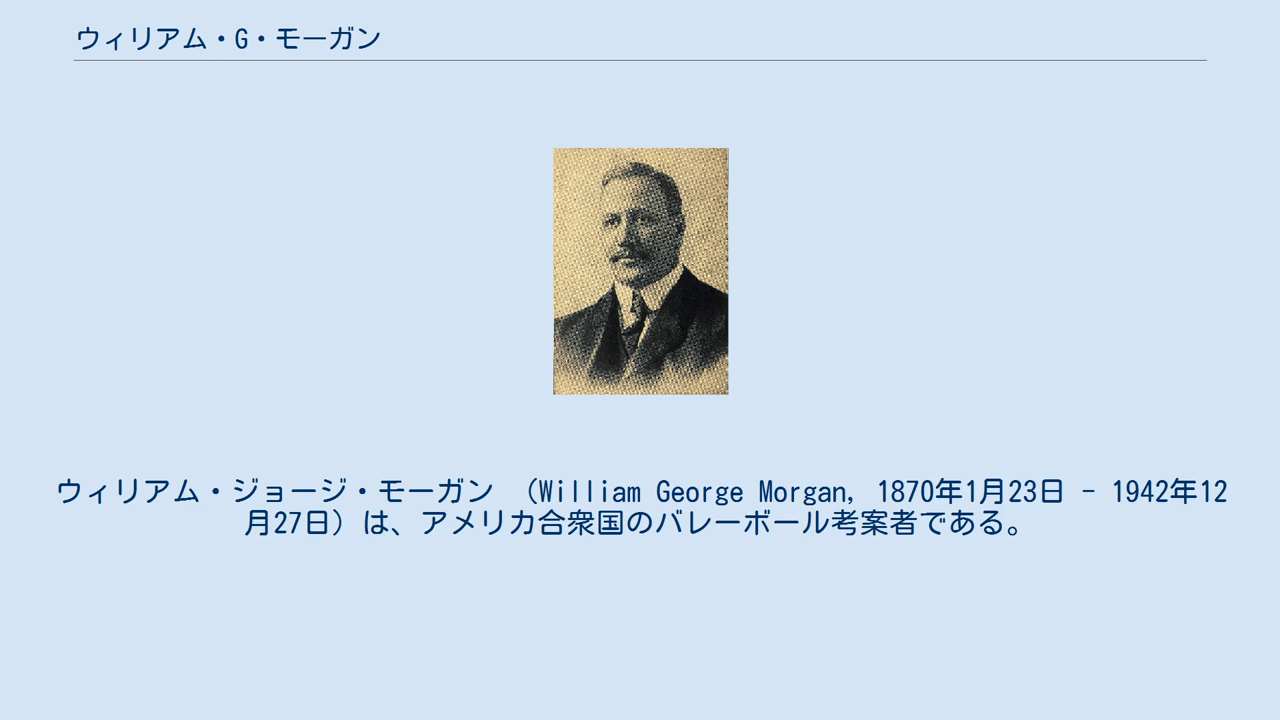 ウィリアム・G・モーガン
ウィリアム・ジョージ・モーガン （William George Morgan, 1870年1月23日 - 1942年12
月27日）は、アメリカ合衆国のバレーボール考案者である。